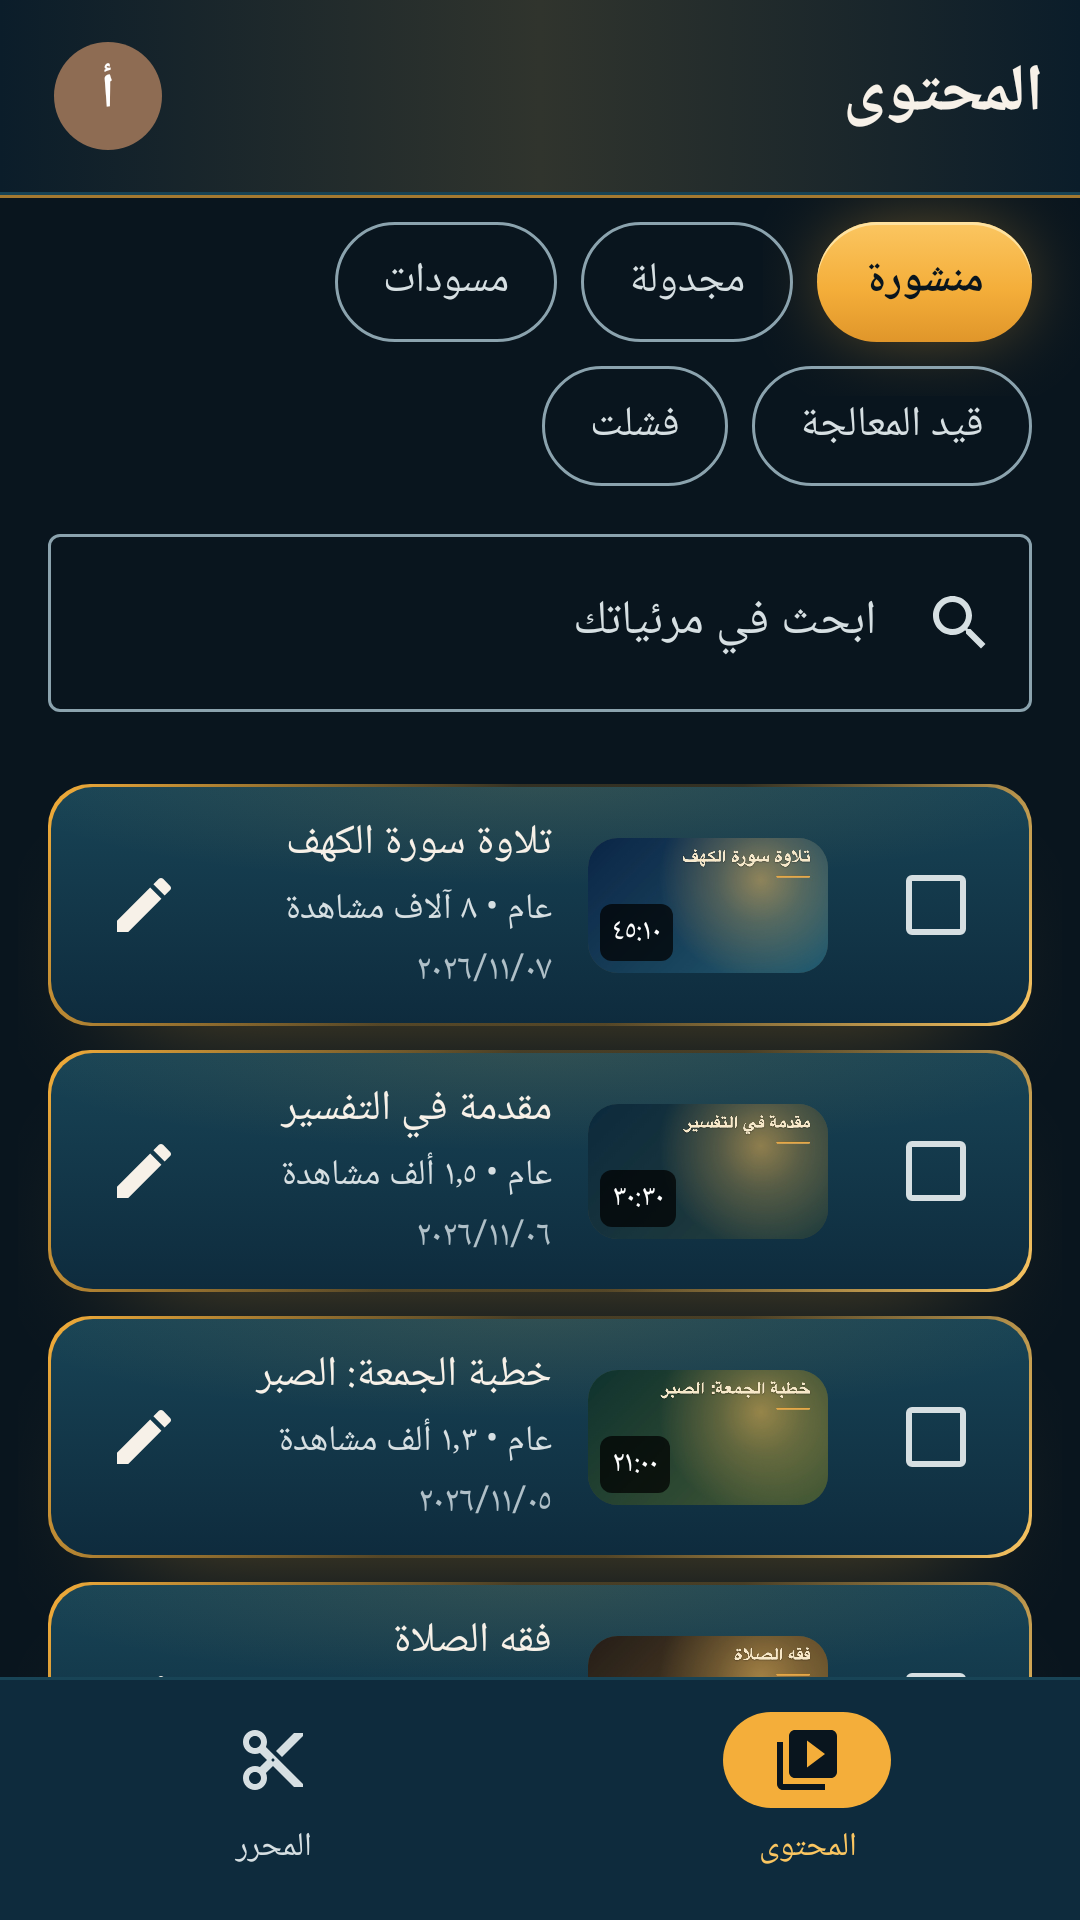 المحتوى
أ
منشورة
مجدولة
مسودات
قيد المعالجة
فشلت
ابحث في مرئياتك
تلاوة سورة الكهف
٤٥:١٠
تلاوة سورة الكهف
عام • ٨ آلاف مشاهدة
٢٠٢٦/١١/٠٧
مقدمة في التفسير
٣٠:٣٠
مقدمة في التفسير
عام • ١٫٥ ألف مشاهدة
٢٠٢٦/١١/٠٦
خطبة الجمعة: الصبر
٢١:٠٠
خطبة الجمعة: الصبر
عام • ١٫٣ ألف مشاهدة
٢٠٢٦/١١/٠٥
فقه الصلاة
فقه الصلاة
المحتوى
المحرر